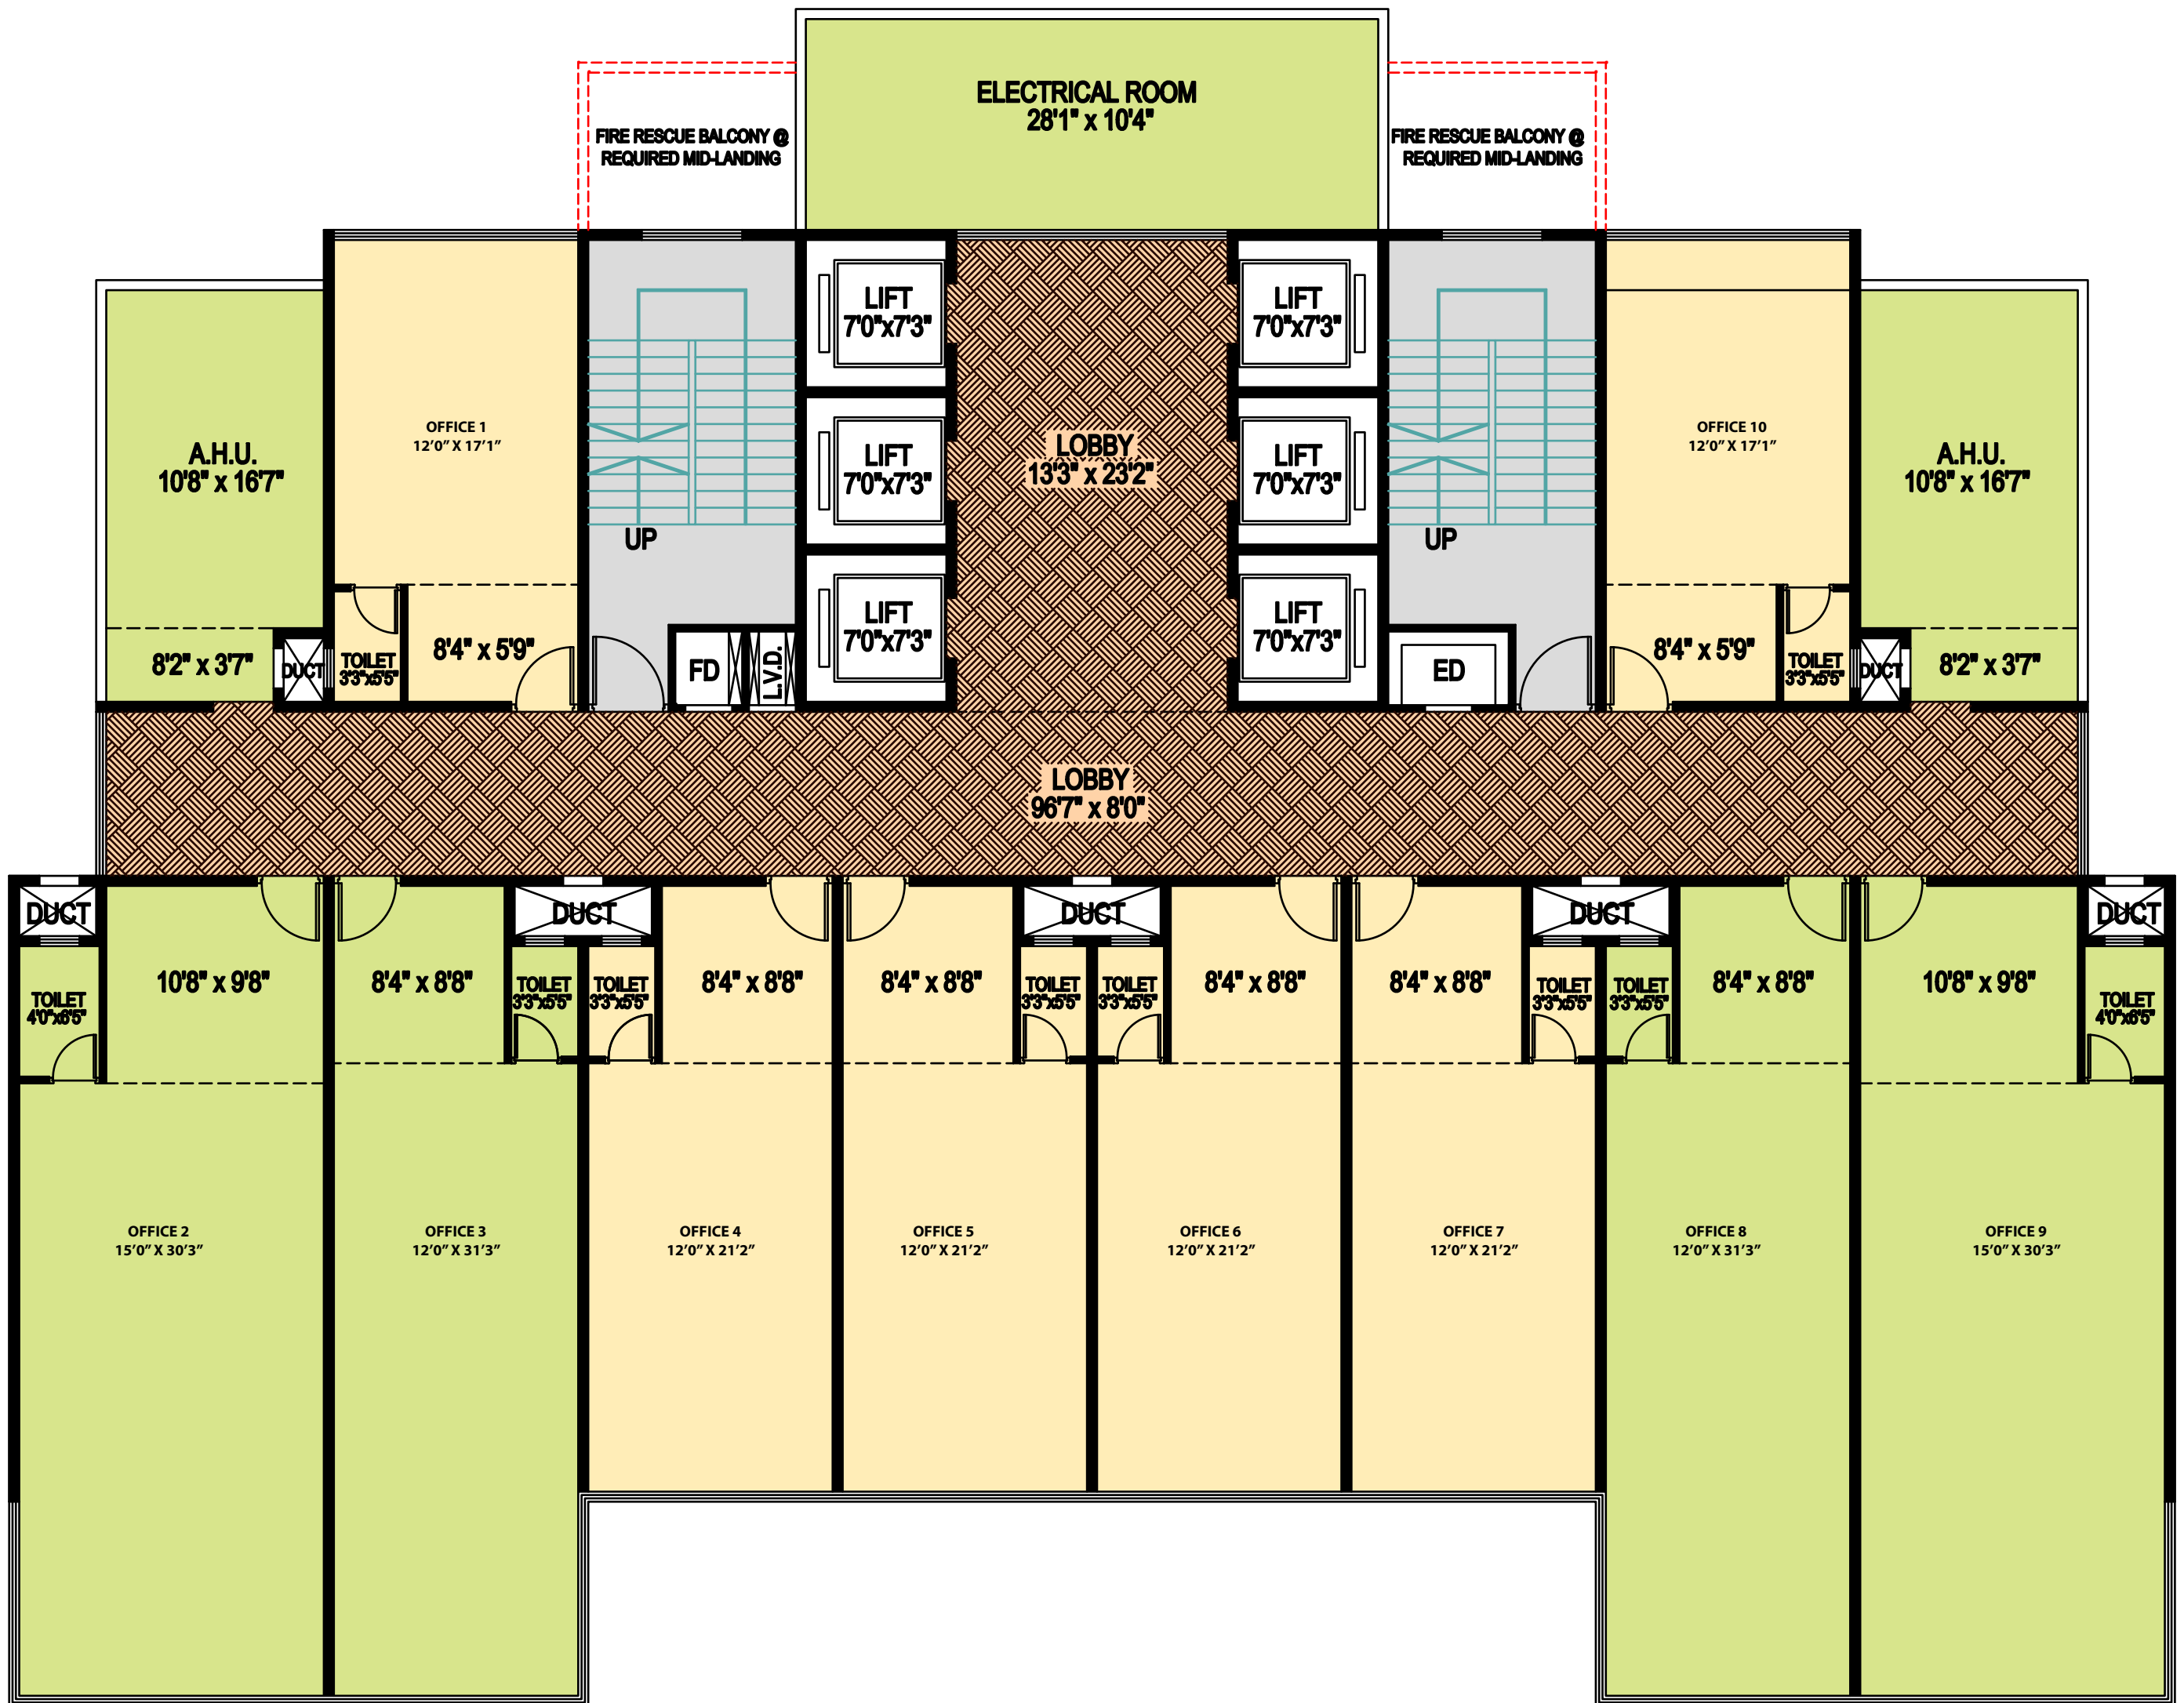 ELECTRICAL ROOM
28'1" x 10'4"
FIRE RESCUE BALCONY @
REQUIRED MID-LANDING
FIRE RESCUE BALCONY @
REQUIRED MID-LANDING
LIFT
7'0"x7'3"
LIFT
7'0"x7'3"
OFFICE 1
12'0" X 17'1"
OFFICE 10
12'0" X 17'1"
A.H.U.
10'8" x 16'7"
LIFT
7'0"x7'3"
LOBBY
13'3" x 23'2"
LIFT
7'0"x7'3"
A.H.U.
10'8" x 16'7"
UP
UP
LIFT
7'0"x7'3"
LIFT
7'0"x7'3"
8'2" x 3'7"
DUCT
TOILET
3'3"x5'5"
8'4" x 5'9"
FD
L.V.D.
ED
8'4" x 5'9"
TOILET
3'3"x5'5"
DUCT
8'2" x 3'7"
LOBBY
96'7" x 8'0"
DUCT
DUCT
DUCT
DUCT
DUCT
TOILET
4'0"x6'5"
10'8" x 9'8"
8'4" x 8'8"
TOILET
3'3"x5'5"
TOILET
3'3"x5'5"
8'4" x 8'8"
8'4" x 8'8"
TOILET
3'3"x5'5"
TOILET
3'3"x5'5"
8'4" x 8'8"
8'4" x 8'8"
TOILET
3'3"x5'5"
TOILET
3'3"x5'5"
8'4" x 8'8"
10'8" x 9'8"
TOILET
4'0"x6'5"
OFFICE 2
15'0" X 30'3"
OFFICE 3
12'0" X 31'3"
OFFICE 4
12'0" X 21'2"
OFFICE 5
12'0" X 21'2"
OFFICE 6
12'0" X 21'2"
OFFICE 7
12'0" X 21'2"
OFFICE 8
12'0" X 31'3"
OFFICE 9
15'0" X 30'3"